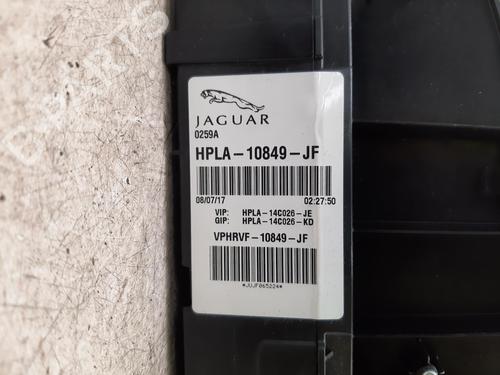 JAGUAR
0259A
HPLA-10849-JF
08/07/17 02:27:50
VIP: HPLA-14C026-JE
GIP: HPLA-14C026-KD
VPHRVF-10849-JF
*JUJF065224*